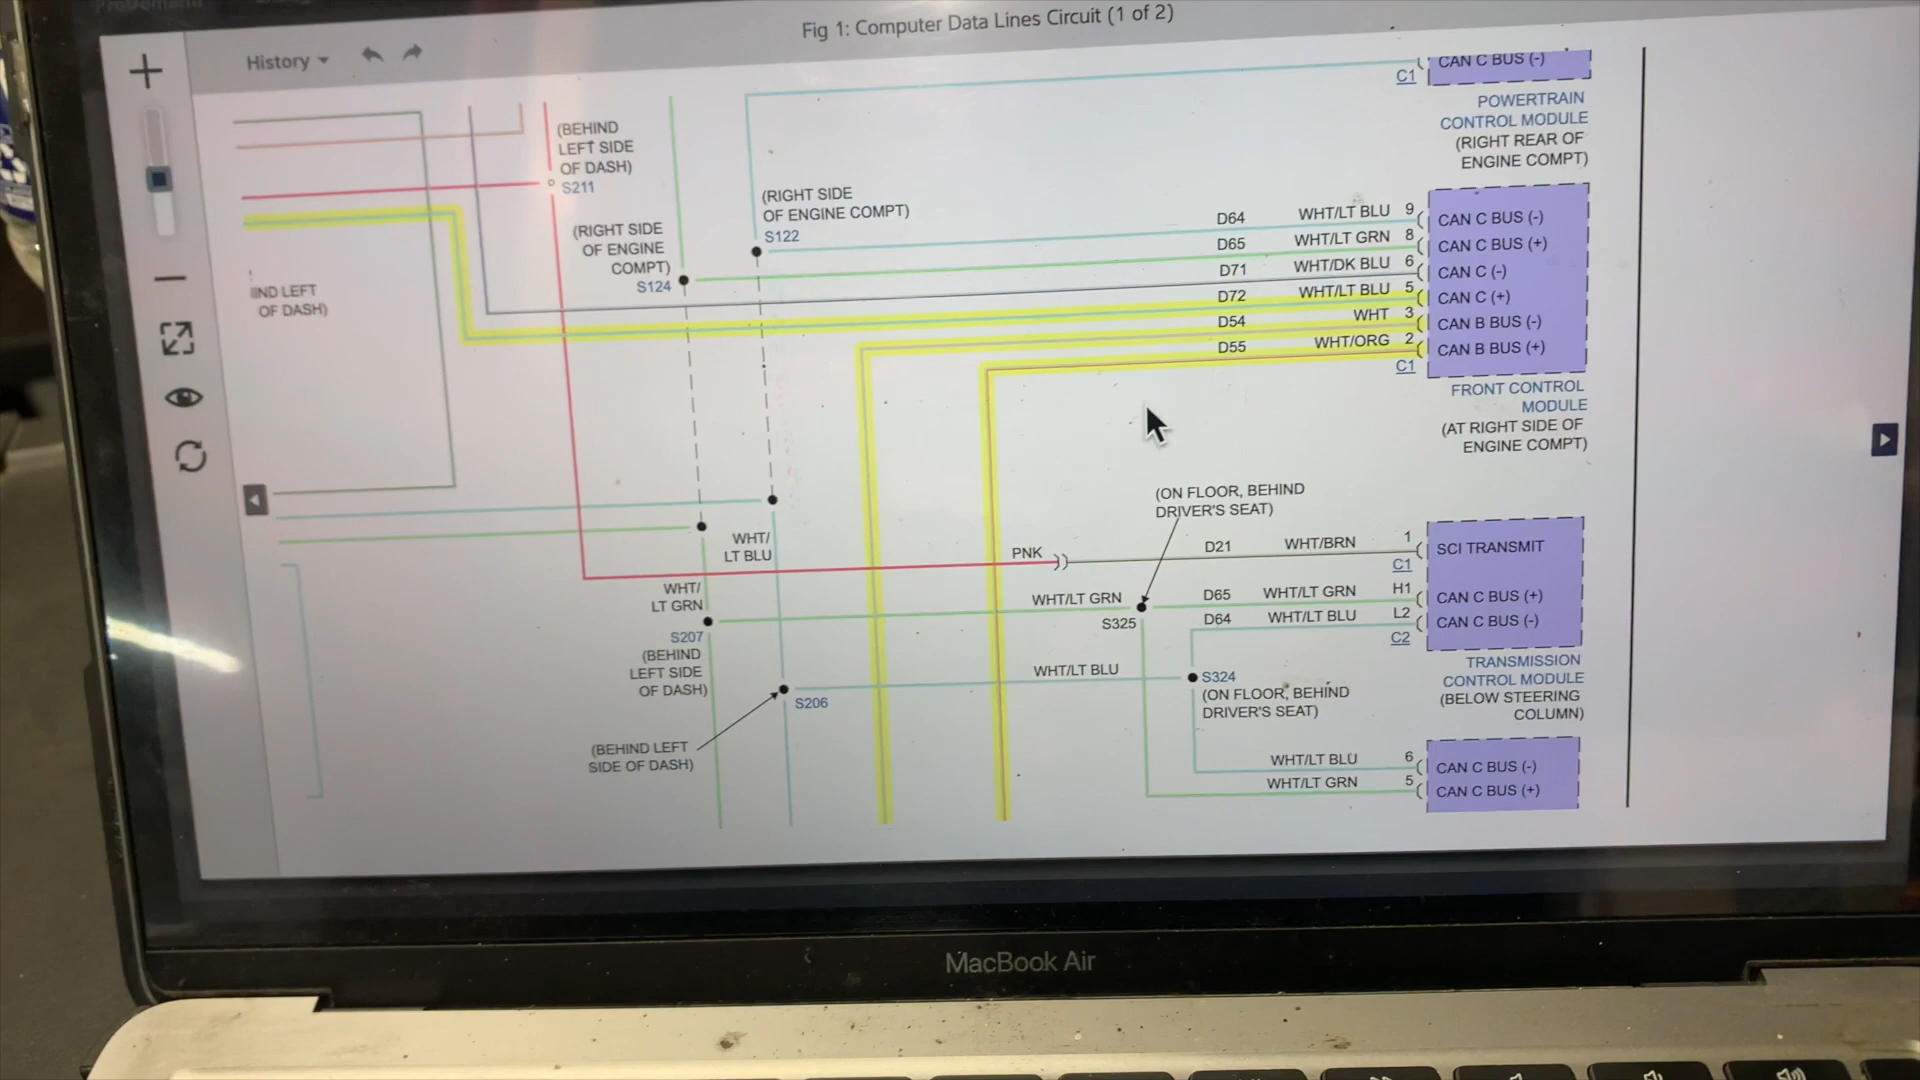 ProDemand
Fig 1: Computer Data Lines Circuit (1 of 2)
History
CAN C BUS (-)
C1
POWERTRAIN
CONTROL MODULE
(RIGHT REAR OF
ENGINE COMPT)
(BEHIND
LEFT SIDE
OF DASH)
S211
(RIGHT SIDE
OF ENGINE COMPT)
S122
(RIGHT SIDE
OF ENGINE
COMPT)
S124
D64 WHT/LT BLU 9 CAN C BUS (-)
D65 WHT/LT GRN 8 CAN C BUS (+)
D71 WHT/DK BLU 6 CAN C (-)
D72 WHT/LT BLU 5 CAN C (+)
D54 WHT 3 CAN B BUS (-)
D55 WHT/ORG 2 CAN B BUS (+)
C1
FRONT CONTROL
MODULE
(AT RIGHT SIDE OF
ENGINE COMPT)
IND LEFT
OF DASH)
(ON FLOOR, BEHIND
DRIVER'S SEAT)
WHT/
LT BLU
PNK D21 WHT/BRN 1 SCI TRANSMIT
C1
WHT/
LT GRN
WHT/LT GRN D65 WHT/LT GRN H1 CAN C BUS (+)
S325 D64 WHT/LT BLU L2 CAN C BUS (-)
C2
S207
(BEHIND
LEFT SIDE
OF DASH)
TRANSMISSION
CONTROL MODULE
(BELOW STEERING
COLUMN)
WHT/LT BLU
S324
(ON FLOOR, BEHIND
DRIVER'S SEAT)
S206
(BEHIND LEFT
SIDE OF DASH)
WHT/LT BLU 6 CAN C BUS (-)
WHT/LT GRN 5 CAN C BUS (+)
MacBook Air